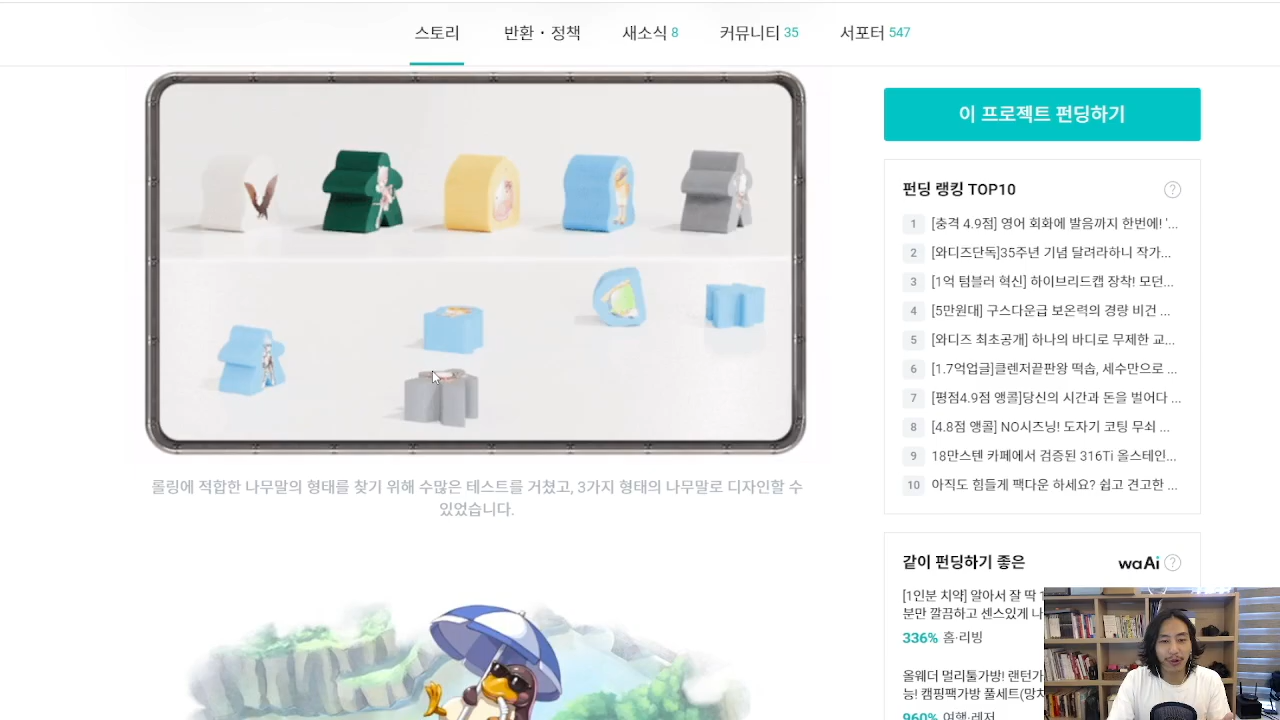 스토리
반환・정책
새소식 8
커뮤니티 35
서포터 547
이 프로젝트 펀딩하기
펀딩 랭킹 TOP10 ?
1 [충격 4.9점] 영어 회화에 발음까지 한번에! '...
2 [와디즈단독]35주년 기념 달려라하니 작가...
3 [1억 텀블러 혁신] 하이브리드캡 장착! 모던...
4 [5만원대] 구스다운급 보온력의 경량 비건 ...
5 [와디즈 최초공개] 하나의 바디로 무제한 교...
6 [1.7억업글]클렌저끝판왕 떡솝, 세수만으로 ...
7 [평점4.9점 앵콜]당신의 시간과 돈을 벌어다 ...
8 [4.8점 앵콜] NO시즈닝! 도자기 코팅 무쇠 ...
9 18만스텐 카페에서 검증된 316Ti 올스테인...
10 아직도 힘들게 팩다운 하세요? 쉽고 견고한 ...
롤링에 적합한 나무말의 형태를 찾기 위해 수많은 테스트를 거쳤고, 3가지 형태의 나무말로 디자인할 수
있었습니다.
같이 펀딩하기 좋은 waAi ?
[1인분 치약] 알아서 잘 딱
분만 깔끔하고 센스있게 나
336% 홈·리빙
올웨더 멀리툴가방! 랜턴가
능! 캠핑팩가방 풀세트(망치
960% 여행·레저